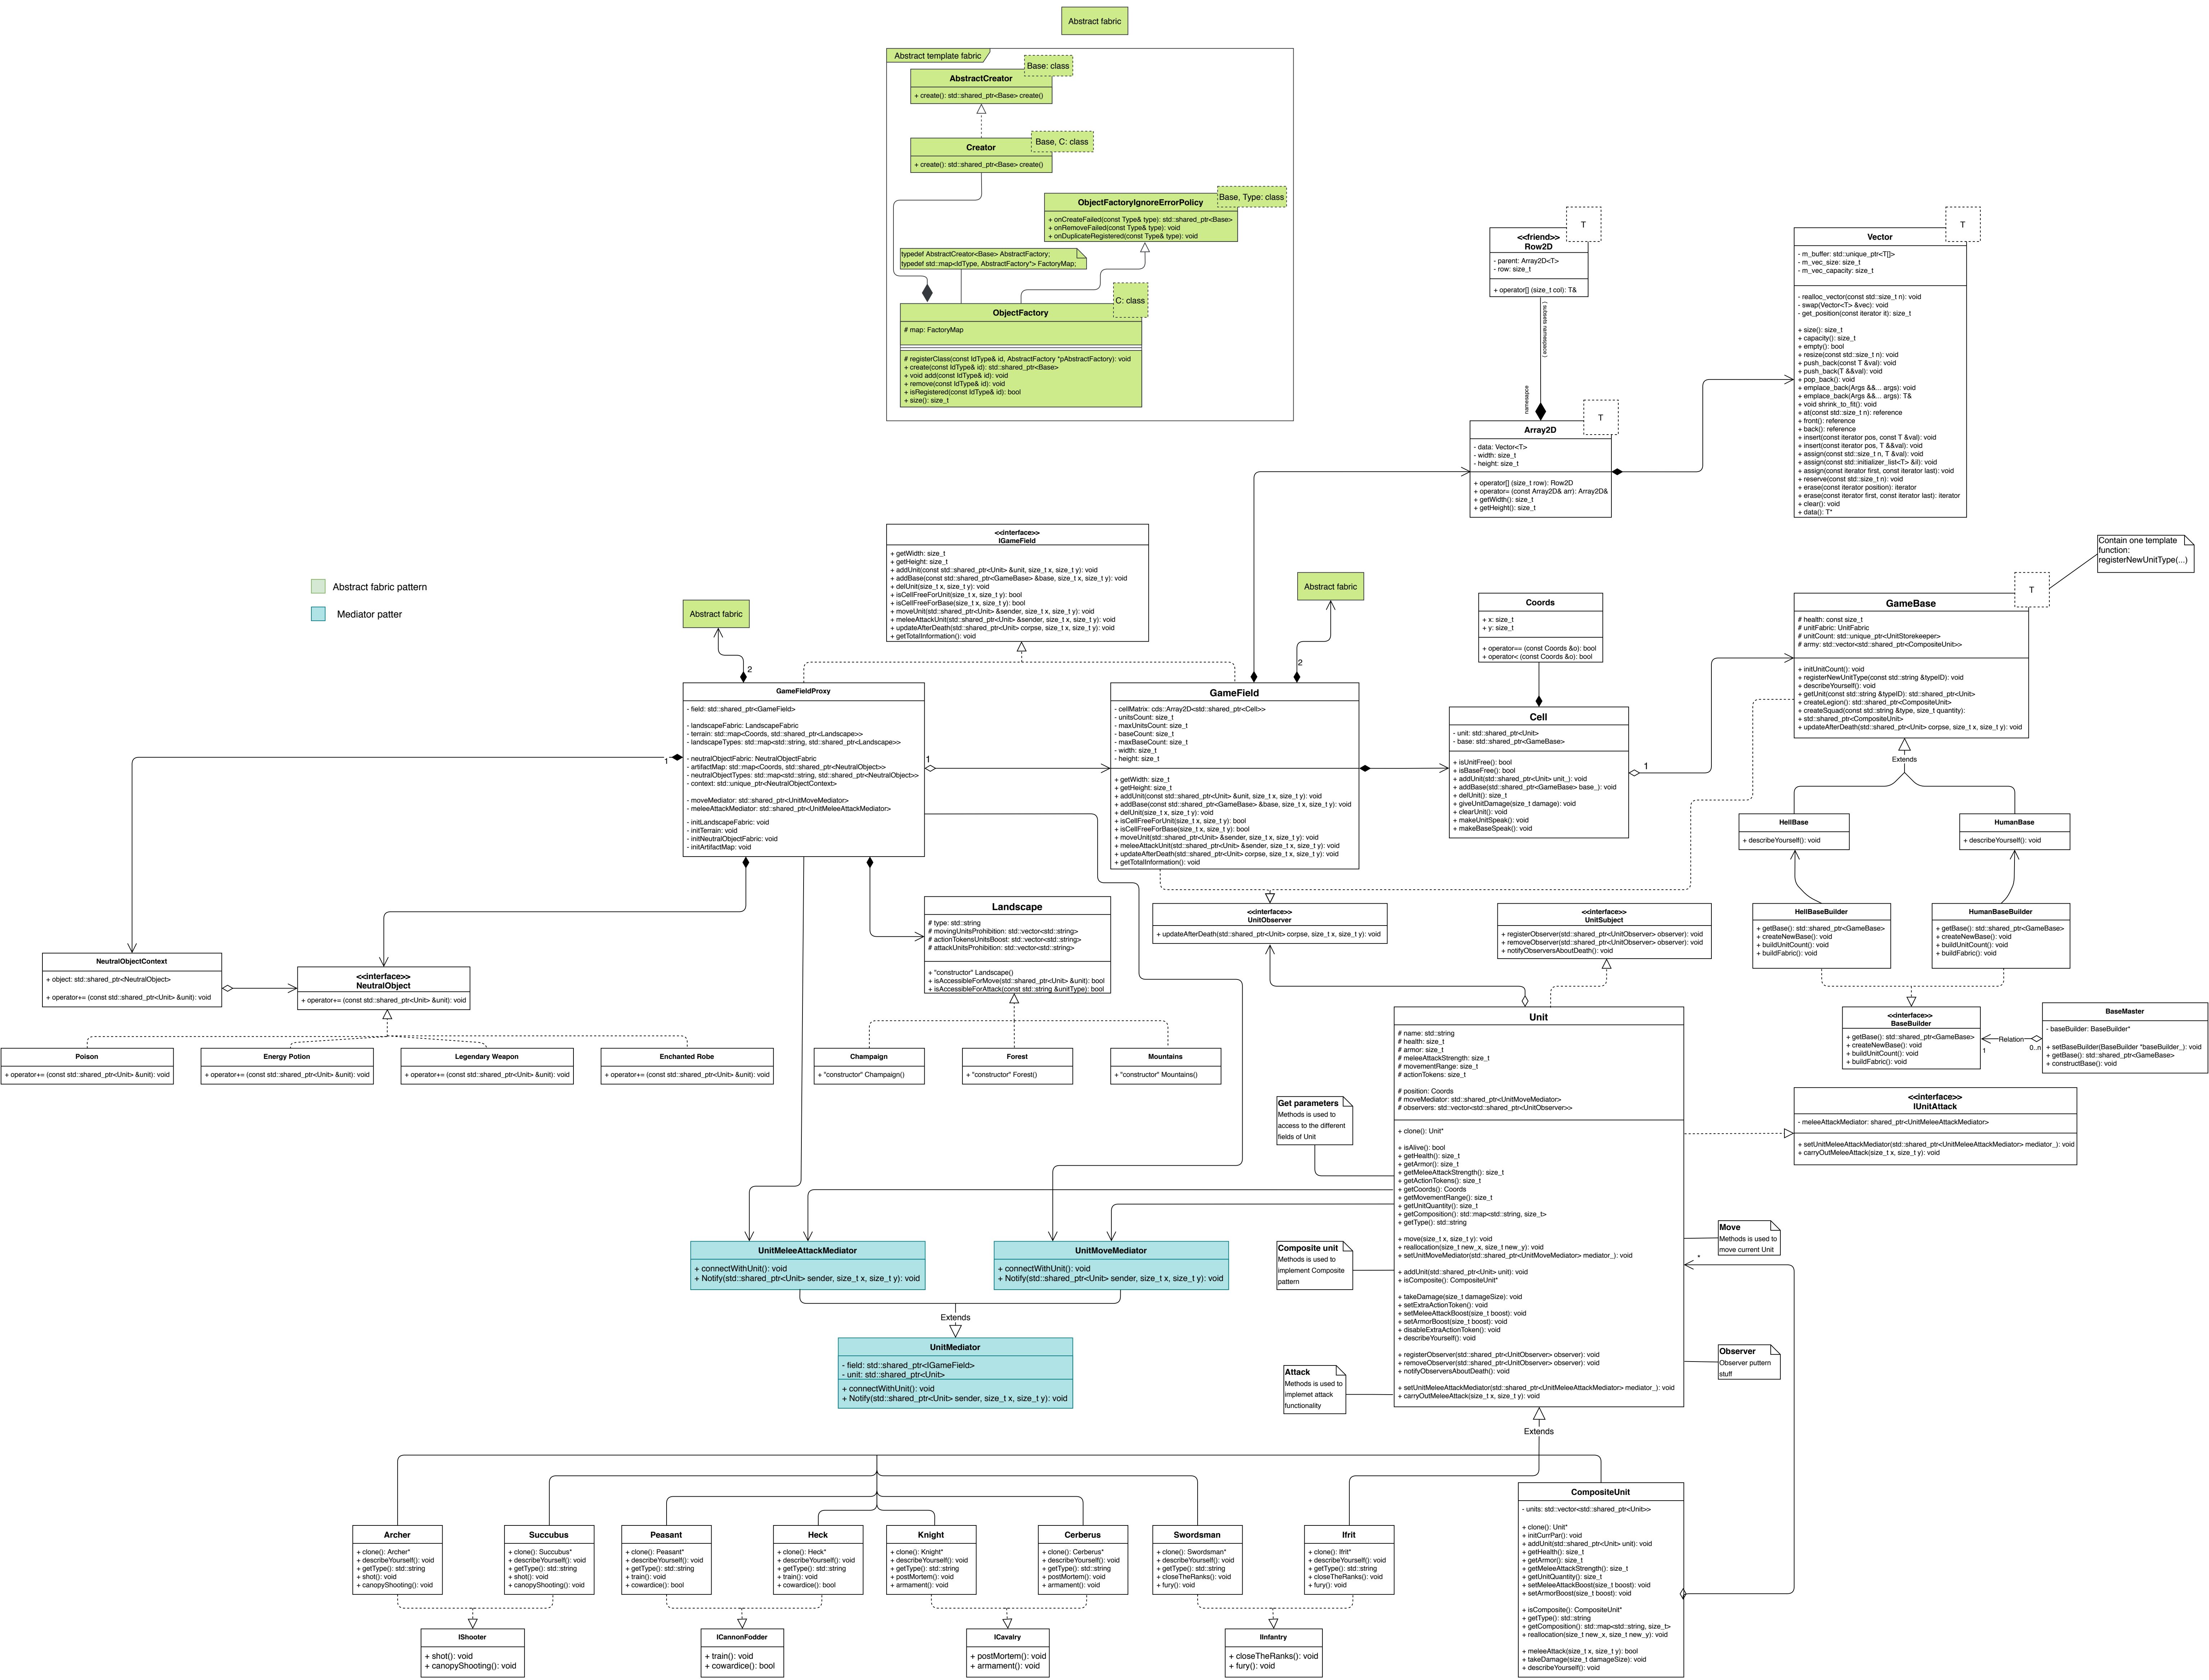 Abstract fabric
Abstract template fabric
Base: class
AbstractCreator
+ create(): std::shared_ptr<Base> create()
Base, C: class
Creator
+ create(): std::shared_ptr<Base> create()
Base, Type: class
ObjectFactoryIgnoreErrorPolicy
+ onCreateFailed(const Type& type): std::shared_ptr<Base>
+ onRemoveFailed(const Type& type): void
+ onDuplicateRegistered(const Type& type): void
typedef AbstractCreator<Base> AbstractFactory;
typedef std::map<IdType, AbstractFactory*> FactoryMap;
C: class
ObjectFactory
# map: FactoryMap
# registerClass(const IdType& id, AbstractFactory *pAbstractFactory): void
+ create(const IdType& id): std::shared_ptr<Base>
+ void add(const IdType& id): void
+ remove(const IdType& id): void
+ isRegistered(const IdType& id): bool
+ size(): size_t
T
<<friend>>
Row2D
- parent: Array2D<T>
- row: size_t
+ operator[] (size_t col): T&
{ subsets namespace }
namesapce
T
Array2D
- data: Vector<T>
- width: size_t
- height: size_t
+ operator[] (size_t row): Row2D
+ operator= (const Array2D& arr): Array2D&
+ getWidth(): size_t
+ getHeight(): size_t
T
Vector
- m_buffer: std::unique_ptr<T[]>
- m_vec_size: size_t
- m_vec_capacity: size_t
- realloc_vector(const std::size_t n): void
- swap(Vector<T> &vec): void
- get_position(const iterator it): size_t
+ size(): size_t
+ capacity(): size_t
+ empty(): bool
+ resize(const std::size_t n): void
+ push_back(const T &val): void
+ push_back(T &&val): void
+ pop_back(): void
+ emplace_back(Args &&... args): void
+ emplace_back(Args &&... args): T&
+ void shrink_to_fit(): void
+ at(const std::size_t n): reference
+ front(): reference
+ back(): reference
+ insert(const iterator pos, const T &val): void
+ insert(const iterator pos, T &&val): void
+ assign(const std::size_t n, T &&val): void
+ assign(const std::initializer_list<T> &il): void
+ assign(const iterator first, const iterator last): void
+ reserve(const std::size_t n): void
+ erase(const iterator position): iterator
+ erase(const iterator first, const iterator last): iterator
+ clear(): void
+ data(): T*
Abstract fabric pattern
Mediator patter
<<interface>>
IGameField
+ getWidth: size_t
+ getHeight: size_t
+ addUnit(const std::shared_ptr<Unit> &unit, size_t x, size_t y): void
+ addBase(const std::shared_ptr<GameBase> &base, size_t x, size_t y): void
+ delUnit(size_t x, size_t y): void
+ isCellFreeForUnit(size_t x, size_t y): bool
+ isCellFreeForBase(size_t x, size_t y): bool
+ moveUnit(std::shared_ptr<Unit> &sender, size_t x, size_t y): void
+ meleeAttackUnit(std::shared_ptr<Unit> &sender, size_t x, size_t y): void
+ updateAfterDeath(std::shared_ptr<Unit> corpse, size_t x, size_t y): void
+ getTotalInformation(): void
Abstract fabric
2
Abstract fabric
2
GameFieldProxy
- field: std::shared_ptr<GameField>
- landscapeFabric: LandscapeFabric
- terrain: std::map<Coords, std::shared_ptr<Landscape>>
- landscapeTypes: std::map<std::string, std::shared_ptr<Landscape>>
- neutralObjectFabric: NeutralObjectFabric
- artifactMap: std::map<Coords, std::shared_ptr<NeutralObject>>
- neutralObjectTypes: std::map<std::string, std::shared_ptr<NeutralObject>>
- context: std::unique_ptr<NeutralObjectContext>
- moveMediator: std::shared_ptr<UnitMoveMediator>
- meleeAttackMediator: std::shared_ptr<UnitMeleeAttackMediator>
- initLandscapeFabric: void
- initTerrain: void
- initNeutralObjectFabric: void
- initArtifactMap: void
1
1
GameField
- cellMatrix: cds::Array2D<std::shared_ptr<Cell>>
- unitsCount: size_t
- maxUnitsCount: size_t
- baseCount: size_t
- maxBaseCount: size_t
- width: size_t
- height: size_t
+ getWidth: size_t
+ getHeight: size_t
+ addUnit(const std::shared_ptr<Unit> &unit, size_t x, size_t y): void
+ addBase(const std::shared_ptr<GameBase> &base, size_t x, size_t y): void
+ delUnit(size_t x, size_t y): void
+ isCellFreeForUnit(size_t x, size_t y): bool
+ isCellFreeForBase(size_t x, size_t y): bool
+ moveUnit(std::shared_ptr<Unit> &sender, size_t x, size_t y): void
+ meleeAttackUnit(std::shared_ptr<Unit> &sender, size_t x, size_t y): void
+ updateAfterDeath(std::shared_ptr<Unit> corpse, size_t x, size_t y): void
+ getTotalInformation(): void
Coords
+ x: size_t
+ y: size_t
+ operator== (const Coords &o): bool
+ operator< (const Coords &o): bool
Cell
- unit: std::shared_ptr<Unit>
- base: std::shared_ptr<GameBase>
+ isUnitFree(): bool
+ isBaseFree(): bool
+ addUnit(std::shared_ptr<Unit> unit_): void
+ addBase(std::shared_ptr<GameBase> base_): void
+ delUnit(): size_t
+ giveUnitDamage(size_t damage): void
+ clearUnit(): void
+ makeUnitSpeak(): void
+ makeBaseSpeak(): void
1
Contain one template
function:
registerNewUnitType(...)
T
GameBase
# health: const size_t
# unitFabric: UnitFabric
# unitCount: std::unique_ptr<UnitStorekeeper>
# army: std::vector<std::shared_ptr<CompositeUnit>>
+ initUnitCount(): void
+ registerNewUnitType(const std::string &typeID): void
+ describeYourself(): void
+ getUnit(const std::string &typeID): std::shared_ptr<Unit>
+ createLegion(): std::shared_ptr<CompositeUnit>
+ createSquad(const std::string &type, size_t quantity):
+ std::shared_ptr<CompositeUnit>
+ updateAfterDeath(std::shared_ptr<Unit> corpse, size_t x, size_t y): void
Extends
HellBase
+ describeYourself(): void
HumanBase
+ describeYourself(): void
HellBaseBuilder
+ getBase(): std::shared_ptr<GameBase>
+ createNewBase(): void
+ buildUnitCount(): void
+ buildFabric(): void
HumanBaseBuilder
+ getBase(): std::shared_ptr<GameBase>
+ createNewBase(): void
+ buildUnitCount(): void
+ buildFabric(): void
<<interface>>
BaseBuilder
+ getBase(): std::shared_ptr<GameBase>
+ createNewBase(): void
+ buildUnitCount(): void
+ buildFabric(): void
Relation
1
0..n
BaseMaster
- baseBuilder: BaseBuilder*
+ setBaseBuilder(BaseBuilder *baseBuilder_): void
+ getBase(): std::shared_ptr<GameBase>
+ constructBase(): void
Landscape
# type: std::string
# movingUnitsProhibition: std::vector<std::string>
# actionTokensUnitsBoost: std::vector<std::string>
# attackUnitsProhibition: std::vector<std::string>
+ "constructor" Landscape()
+ isAccessibleForMove(std::shared_ptr<Unit> &unit): bool
+ isAccessibleForAttack(const std::string &unitType): bool
<<interface>>
UnitObserver
+ updateAfterDeath(std::shared_ptr<Unit> corpse, size_t x, size_t y): void
<<interface>>
UnitSubject
+ registerObserver(std::shared_ptr<UnitObserver> observer): void
+ removeObserver(std::shared_ptr<UnitObserver> observer): void
+ notifyObserversAboutDeath(): void
NeutralObjectContext
+ object: std::shared_ptr<NeutralObject>
+ operator+= (const std::shared_ptr<Unit> &unit): void
<<interface>>
NeutralObject
+ operator+= (const std::shared_ptr<Unit> &unit): void
Poison
+ operator+= (const std::shared_ptr<Unit> &unit): void
Energy Potion
+ operator+= (const std::shared_ptr<Unit> &unit): void
Legendary Weapon
+ operator+= (const std::shared_ptr<Unit> &unit): void
Enchanted Robe
+ operator+= (const std::shared_ptr<Unit> &unit): void
Champaign
+ "constructor" Champaign()
Forest
+ "constructor" Forest()
Mountains
+ "constructor" Mountains()
Unit
# name: std::string
# health: size_t
# armor: size_t
# meleeAttackStrength: size_t
# movementRange: size_t
# actionTokens: size_t
# position: Coords
# moveMediator: std::shared_ptr<UnitMoveMediator>
# observers: std::vector<std::shared_ptr<UnitObserver>>
+ clone(): Unit*
+ isAlive(): bool
+ getHealth(): size_t
+ getArmor(): size_t
+ getMeleeAttackStrength(): size_t
+ getActionTokens(): size_t
+ getCoords(): Coords
+ getMovementRange(): size_t
+ getUnitQuantity(): size_t
+ getComposition(): std::map<std::string, size_t>
+ getType(): std::string
+ move(size_t x, size_t y): void
+ reallocation(size_t new_x, size_t new_y): void
+ setUnitMoveMediator(std::shared_ptr<UnitMoveMediator> mediator_): void
+ addUnit(std::shared_ptr<Unit> unit): void
+ isComposite(): CompositeUnit*
+ takeDamage(size_t damageSize): void
+ setExtraActionToken(): void
+ setMeleeAttackBoost(size_t boost): void
+ setArmorBoost(size_t boost): void
+ disableExtraActionToken(): void
+ describeYourself(): void
+ registerObserver(std::shared_ptr<UnitObserver> observer): void
+ removeObserver(std::shared_ptr<UnitObserver> observer): void
+ notifyObserversAboutDeath(): void
+ setUnitMeleeAttackMediator(std::shared_ptr<UnitMeleeAttackMediator> mediator_): void
+ carryOutMeleeAttack(size_t x, size_t y): void
Get parameters
Methods is used to
access to the different
fields of Unit
Composite unit
Methods is used to
implement Composite
pattern
Attack
Methods is used to
implemet attack
functionality
Move
Methods is used to
move current Unit
*
Observer
Observer puttern
stuff
<<interface>>
IUnitAttack
- meleeAttackMediator: shared_ptr<UnitMeleeAttackMediator>
+ setUnitMeleeAttackMediator(std::shared_ptr<UnitMeleeAttackMediator> mediator_): void
+ carryOutMeleeAttack(size_t x, size_t y): void
UnitMeleeAttackMediator
+ connectWithUnit(): void
+ Notify(std::shared_ptr<Unit> sender, size_t x, size_t y): void
UnitMoveMediator
+ connectWithUnit(): void
+ Notify(std::shared_ptr<Unit> sender, size_t x, size_t y): void
Extends
UnitMediator
- field: std::shared_ptr<IGameField>
- unit: std::shared_ptr<Unit>
+ connectWithUnit(): void
+ Notify(std::shared_ptr<Unit> sender, size_t x, size_t y): void
Extends
Archer
+ clone(): Archer*
+ describeYourself(): void
+ getType(): std::string
+ shot(): void
+ canopyShooting(): void
Succubus
+ clone(): Succubus*
+ describeYourself(): void
+ getType(): std::string
+ shot(): void
+ canopyShooting(): void
Peasant
+ clone(): Peasant*
+ describeYourself(): void
+ getType(): std::string
+ train(): void
+ cowardice(): bool
Heck
+ clone(): Heck*
+ describeYourself(): void
+ getType(): std::string
+ train(): void
+ cowardice(): bool
Knight
+ clone(): Knight*
+ describeYourself(): void
+ getType(): std::string
+ postMortem(): void
+ armament(): void
Cerberus
+ clone(): Cerberus*
+ describeYourself(): void
+ getType(): std::string
+ postMortem(): void
+ armament(): void
Swordsman
+ clone(): Swordsman*
+ describeYourself(): void
+ getType(): std::string
+ closeTheRanks(): void
+ fury(): void
Ifrit
+ clone(): Ifrit*
+ describeYourself(): void
+ getType(): std::string
+ closeTheRanks(): void
+ fury(): void
CompositeUnit
- units: std::vector<std::shared_ptr<Unit>>
+ clone(): Unit*
+ initCurrPar(): void
+ addUnit(std::shared_ptr<Unit> unit): void
+ getHealth(): size_t
+ getArmor(): size_t
+ getMeleeAttackStrength(): size_t
+ getUnitQuantity(): size_t
+ setMeleeAttackBoost(size_t boost): void
+ setArmorBoost(size_t boost): void
+ isComposite(): CompositeUnit*
+ getType(): std::string
+ getComposition(): std::map<std::string, size_t>
+ reallocation(size_t new_x, size_t new_y): void
+ meleeAttack(size_t x, size_t y): bool
+ takeDamage(size_t damageSize): void
+ describeYourself(): void
IShooter
+ shot(): void
+ canopyShooting(): void
ICannonFodder
+ train(): void
+ cowardice(): bool
ICavalry
+ postMortem(): void
+ armament(): void
IInfantry
+ closeTheRanks(): void
+ fury(): void